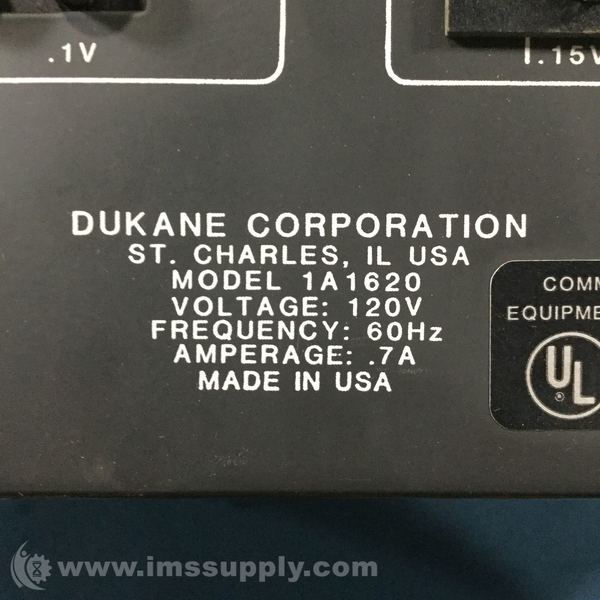 .1V
.15V
DUKANE CORPORATION
ST. CHARLES, IL USA
MODEL 1A1620
VOLTAGE: 120V
FREQUENCY: 60Hz
AMPERAGE: .7A
MADE IN USA
COMM
EQUIPME
UL
®
www.imssupply.com